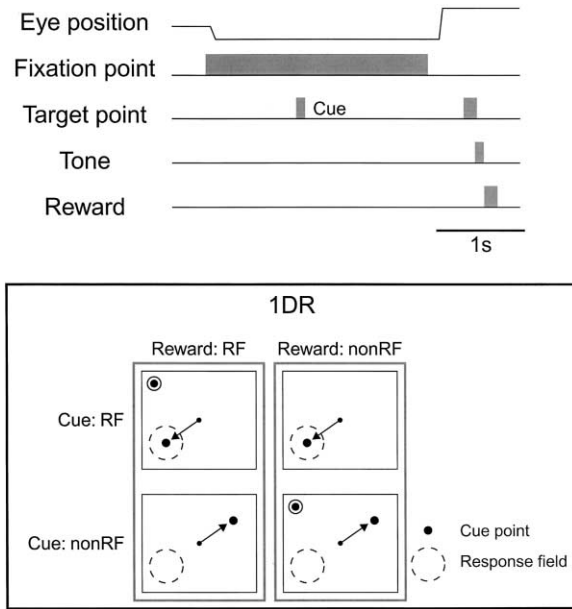 Eye position
Fixation point
Target point
Cue
Tone
Reward
1s
1DR
Reward: RF
Reward: nonRF
Cue: RF
Cue: nonRF
Cue point
Response field